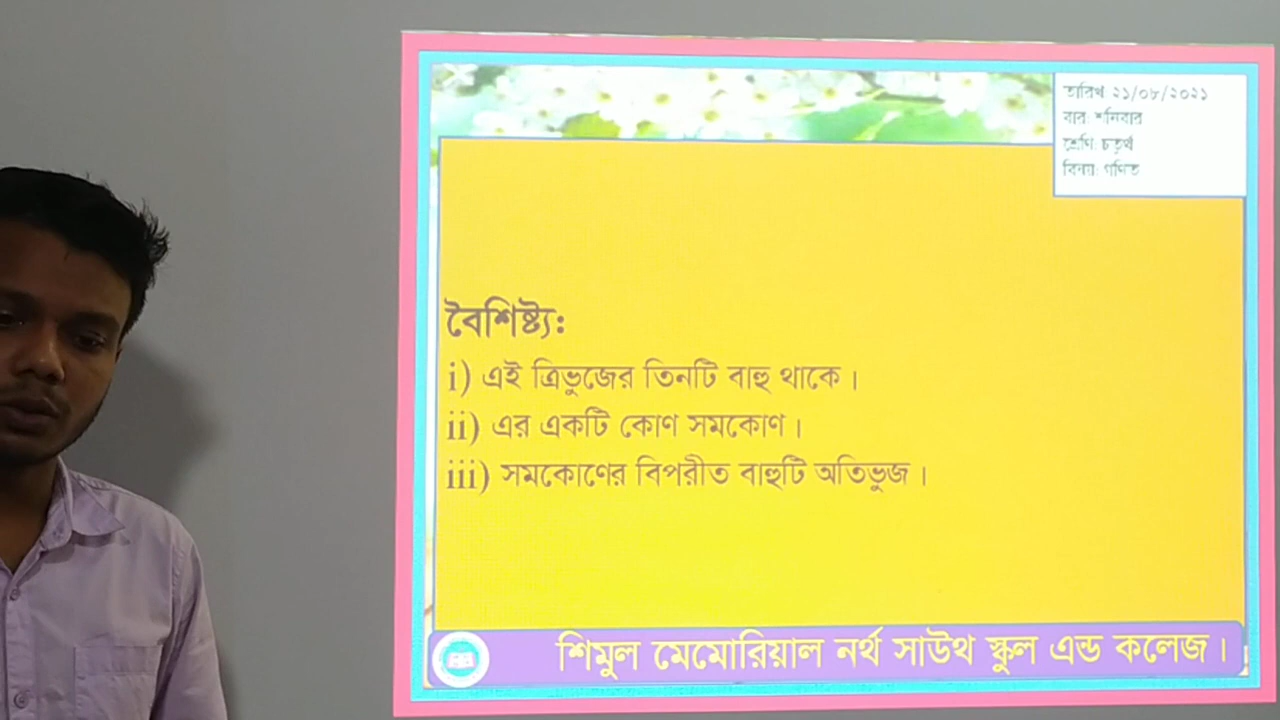 তারিখ ২১/০৮/২০২১
বার: শনিবার
শ্রেণি: চতুর্থ
বিষয়: গণিত
বৈশিষ্ট্য:
i) এই ত্রিভুজের তিনটি বাহু থাকে।
ii) এর একটি কোণ সমকোণ।
iii) সমকোণের বিপরীত বাহুটি অতিভুজ।
শিমুল মেমোরিয়াল নর্থ সাউথ স্কুল এন্ড কলেজ।